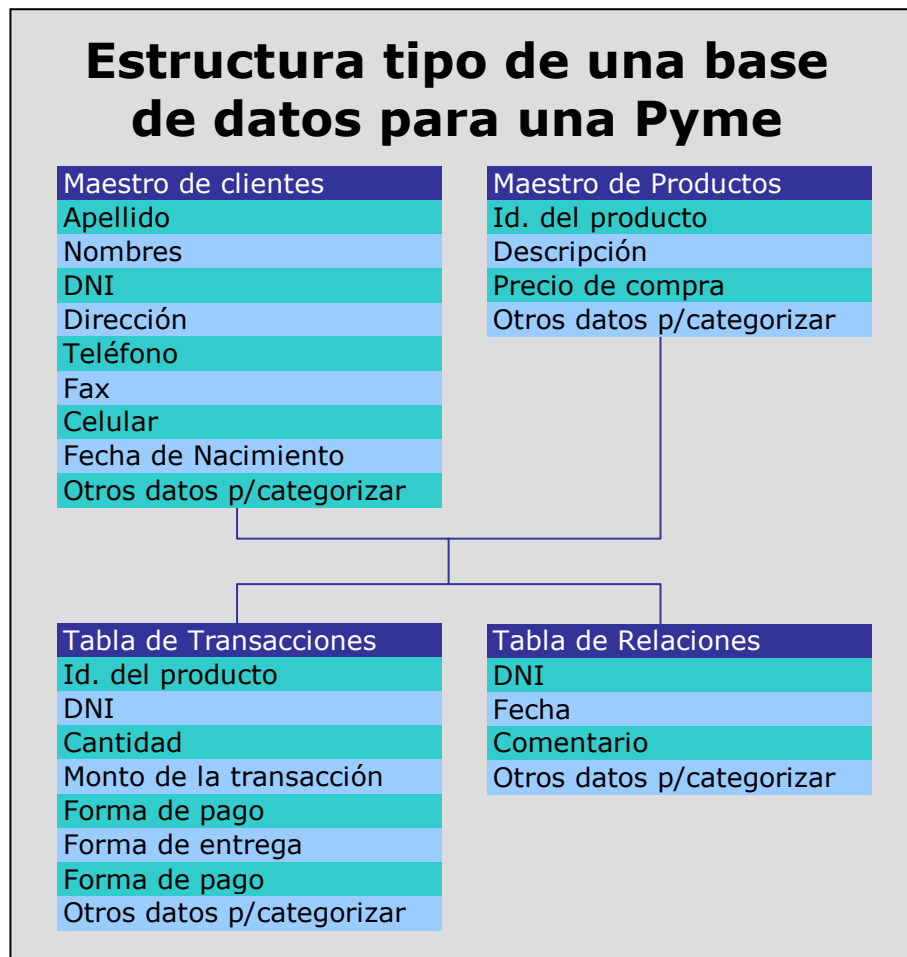 Estructura tipo de una base
de datos para una Pyme
Maestro de clientes
Apellido
Nombres
DNI
Dirección
Teléfono
Fax
Celular
Fecha de Nacimiento
Otros datos p/categorizar
Maestro de Productos
Id. del producto
Descripción
Precio de compra
Otros datos p/categorizar
Tabla de Transacciones
Id. del producto
DNI
Cantidad
Monto de la transacción
Forma de pago
Forma de entrega
Forma de pago
Otros datos p/categorizar
Tabla de Relaciones
DNI
Fecha
Comentario
Otros datos p/categorizar